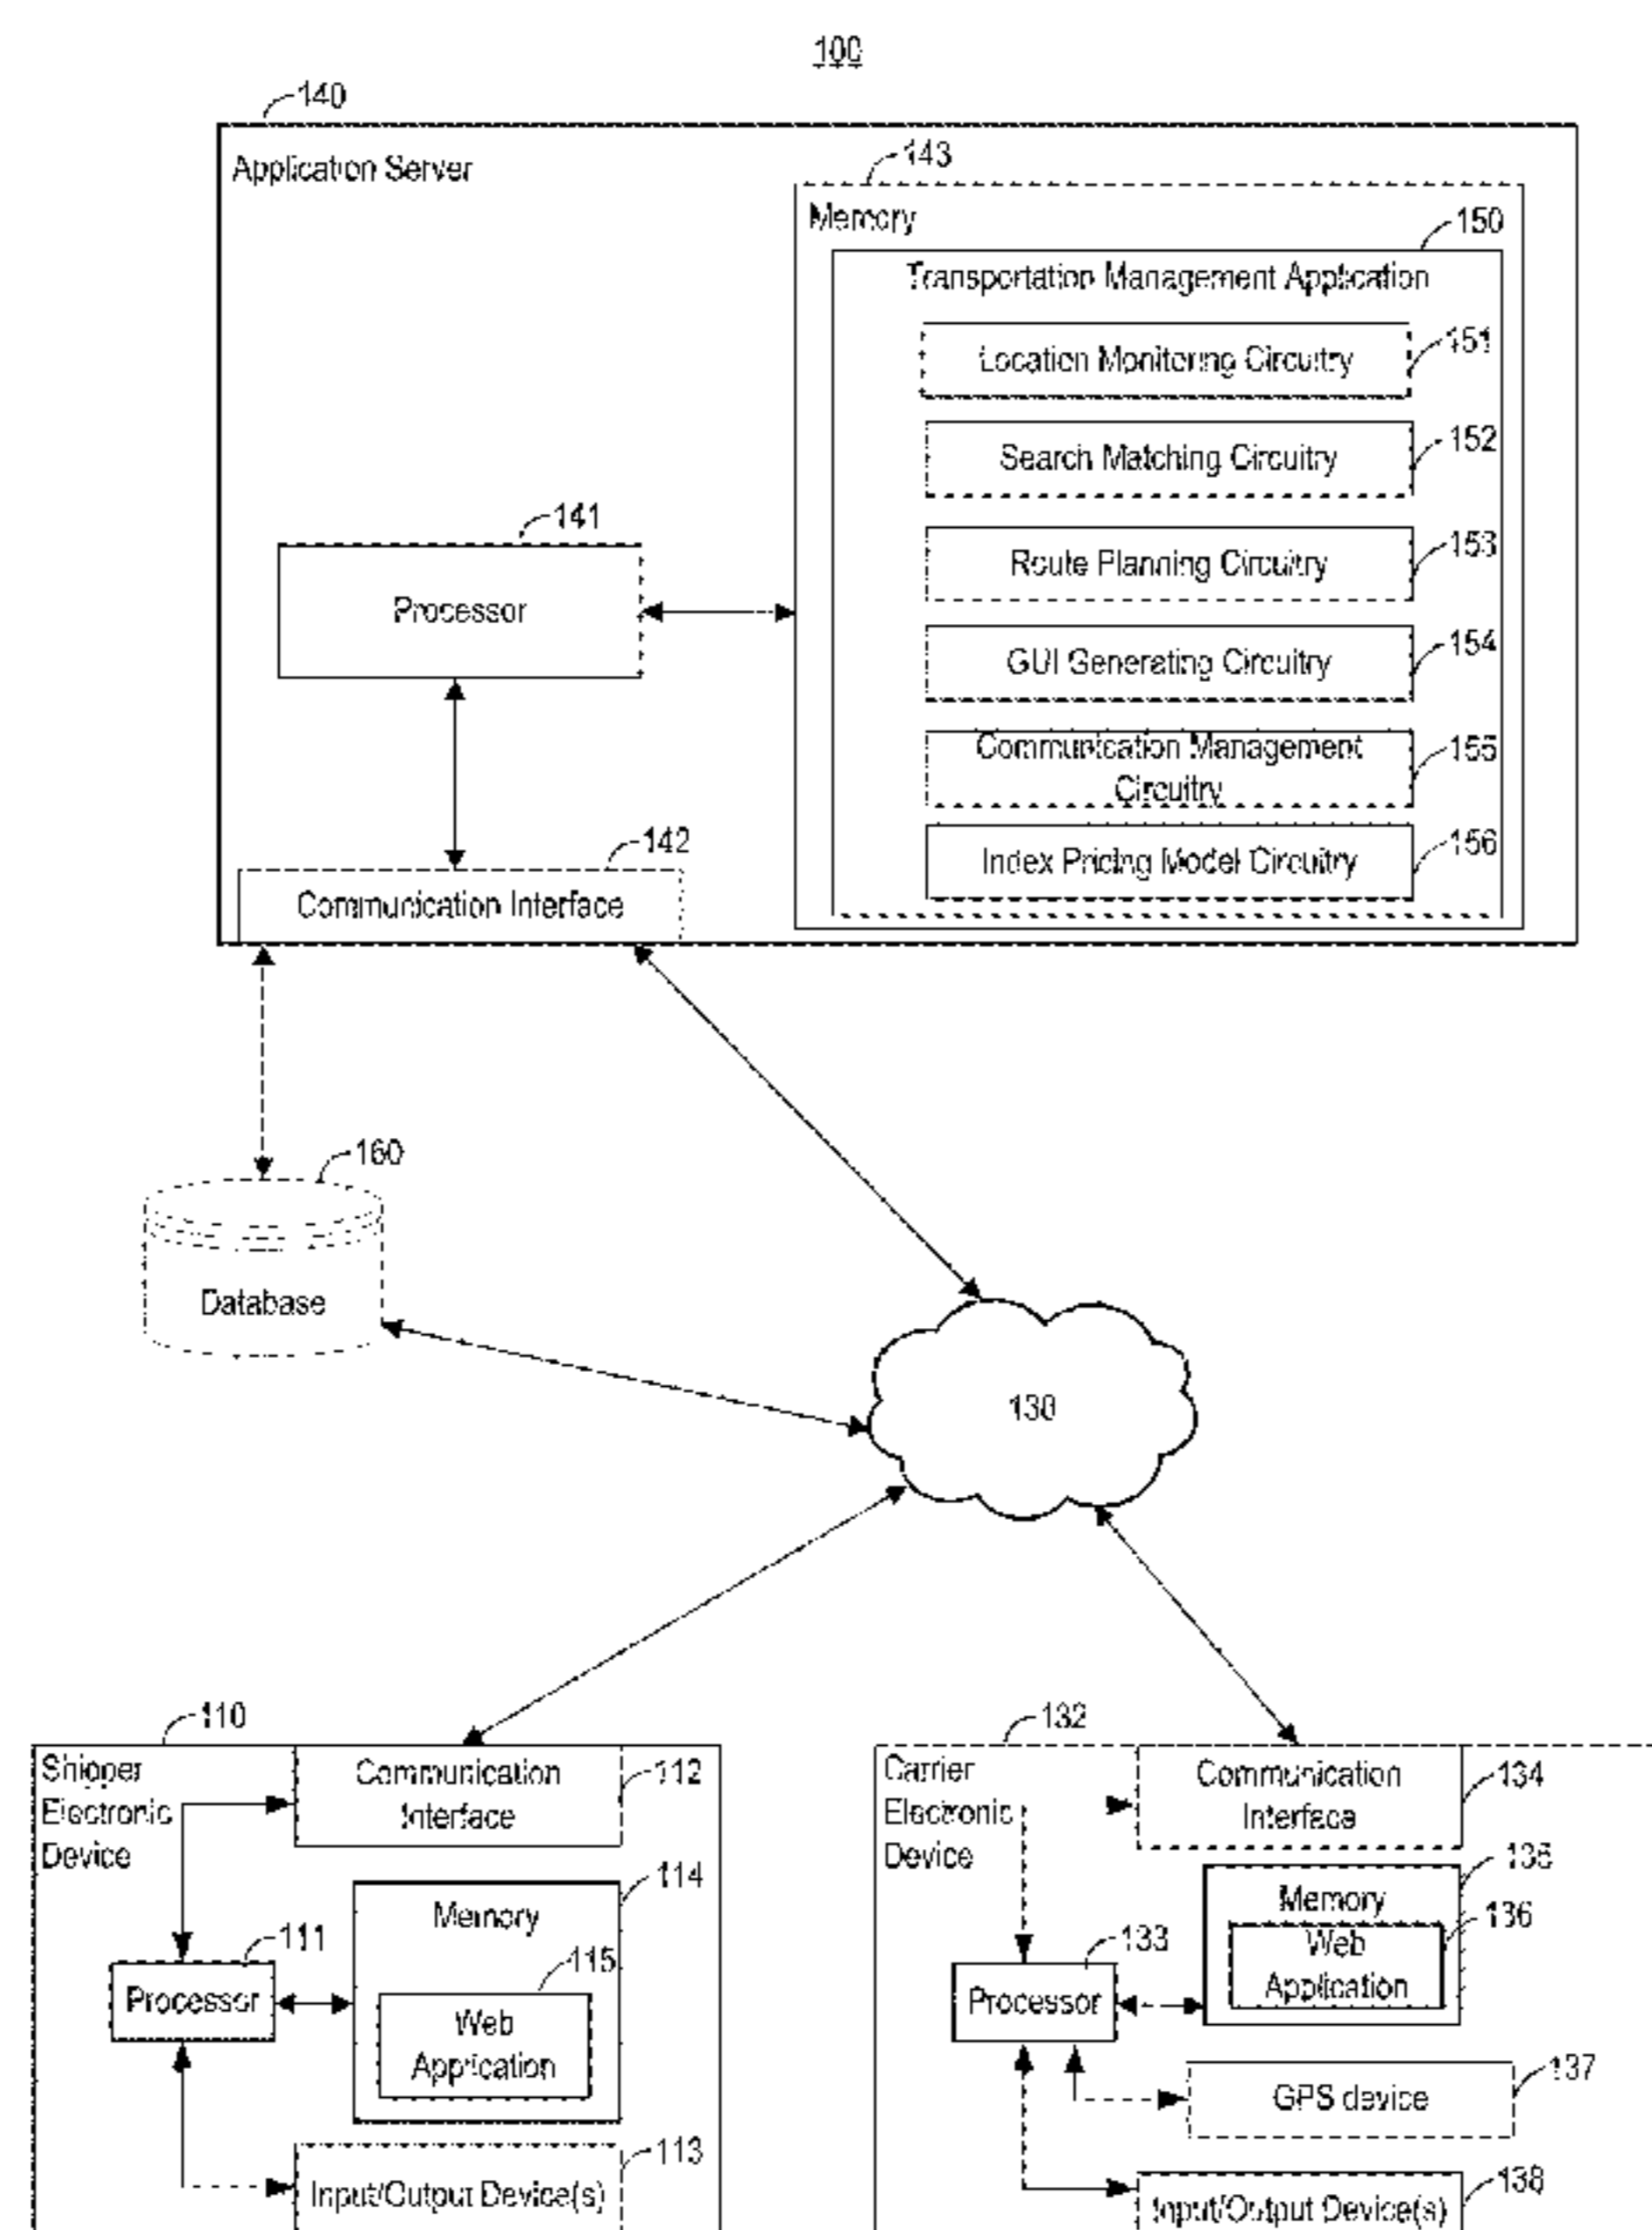 100
140
Application Server
143
Memory
150
Transportation Management Application
Location Monitoring Circuitry
151
Search Matching Circuitry
152
Route Planning Circuitry
153
GUI Generating Circuitry
154
Communication Management
Circuitry
155
Index Pricing Model Circuitry
156
141
Processor
142
Communication Interface
160
Database
130
110
Shipper
Electronic
Device
Communication
Interface
112
114
Memory
115
Web
Application
111
Processor
113
Input/Output Device(s)
132
Carrier
Electronic
Device
Communication
Interface
134
135
Memory
136
Web
Application
133
Processor
137
GPS device
138
Input/Output Device(s)